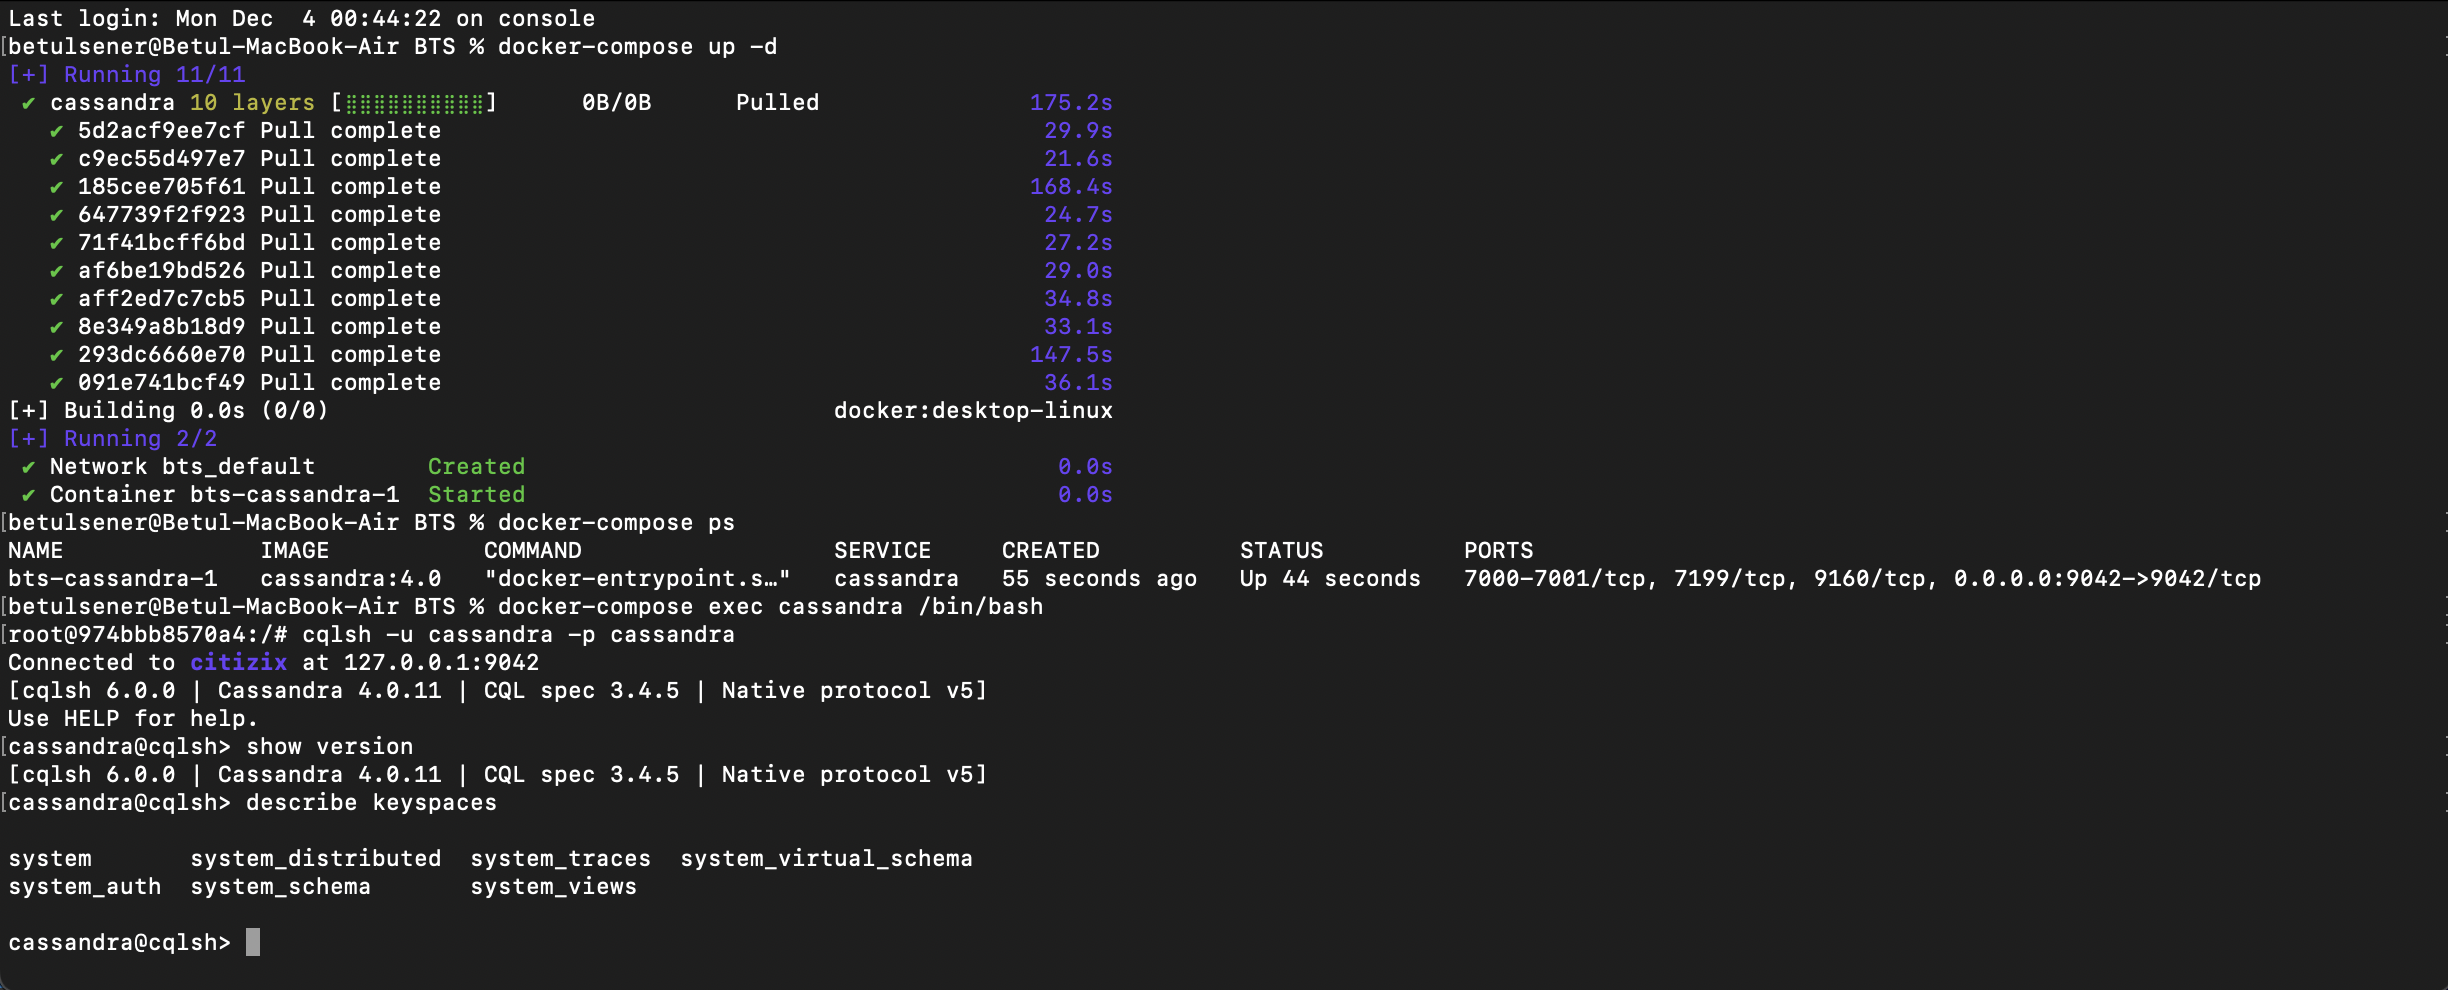 Last login: Mon Dec  4 00:44:22 on console
[betulsener@Betul-MacBook-Air BTS % docker-compose up -d
[+] Running 11/11
 ✔ cassandra 10 layers [⣿⣿⣿⣿⣿⣿⣿⣿⣿⣿]      0B/0B      Pulled               175.2s
   ✔ 5d2acf9ee7cf Pull complete                                           29.9s
   ✔ c9ec55d497e7 Pull complete                                           21.6s
   ✔ 185cee705f61 Pull complete                                          168.4s
   ✔ 647739f2f923 Pull complete                                           24.7s
   ✔ 71f41bcff6bd Pull complete                                           27.2s
   ✔ af6be19bd526 Pull complete                                           29.0s
   ✔ aff2ed7c7cb5 Pull complete                                           34.8s
   ✔ 8e349a8b18d9 Pull complete                                           33.1s
   ✔ 293dc6660e70 Pull complete                                          147.5s
   ✔ 091e741bcf49 Pull complete                                           36.1s
[+] Building 0.0s (0/0)                                    docker:desktop-linux
[+] Running 2/2
 ✔ Network bts_default        Created                                      0.0s
 ✔ Container bts-cassandra-1  Started                                      0.0s
[betulsener@Betul-MacBook-Air BTS % docker-compose ps
NAME              IMAGE           COMMAND                  SERVICE     CREATED          STATUS          PORTS
bts-cassandra-1   cassandra:4.0   "docker-entrypoint.s…"   cassandra   55 seconds ago   Up 44 seconds   7000-7001/tcp, 7199/tcp, 9160/tcp, 0.0.0.0:9042->9042/tcp
[betulsener@Betul-MacBook-Air BTS % docker-compose exec cassandra /bin/bash
[root@974bbb8570a4:/# cqlsh -u cassandra -p cassandra
Connected to citizix at 127.0.0.1:9042
[cqlsh 6.0.0 | Cassandra 4.0.11 | CQL spec 3.4.5 | Native protocol v5]
Use HELP for help.
[cassandra@cqlsh> show version
[cqlsh 6.0.0 | Cassandra 4.0.11 | CQL spec 3.4.5 | Native protocol v5]
[cassandra@cqlsh> describe keyspaces
system       system_distributed  system_traces  system_virtual_schema
system_auth  system_schema       system_views
cassandra@cqlsh>